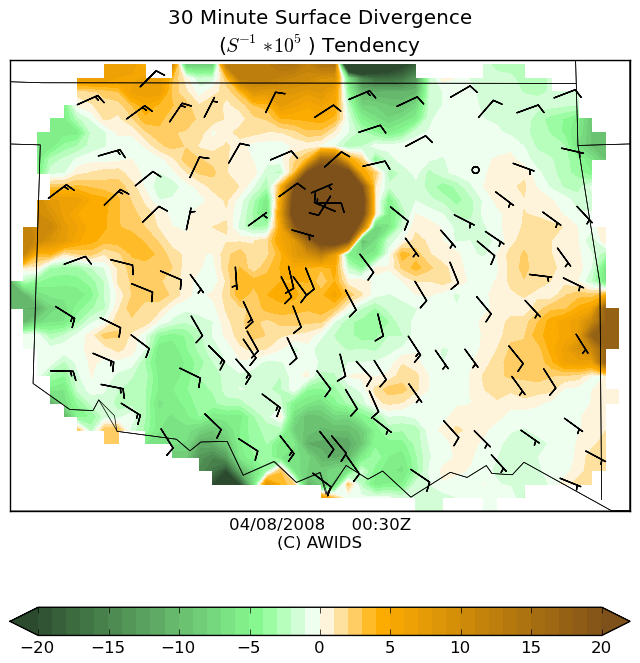 30 Minute Surface Divergence
(S⁻¹ * 10⁵ ) Tendency
04/08/2008 00:30Z
(C) AWIDS
−20 −15 −10 −5 0 5 10 15 20